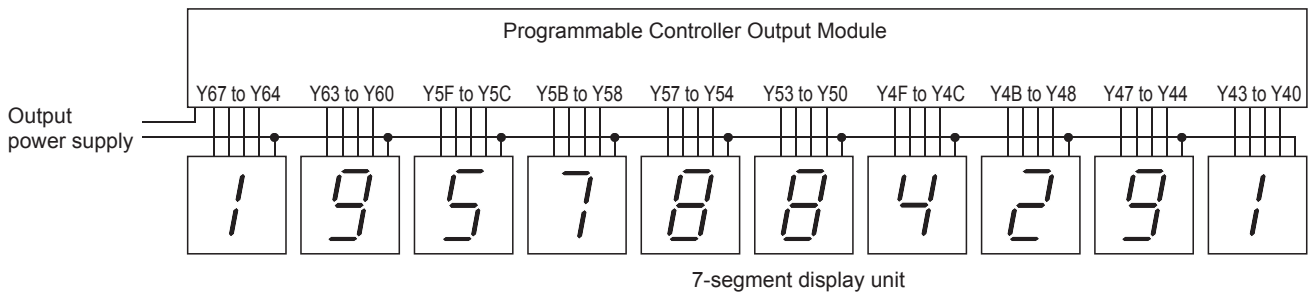 Programmable Controller Output Module
Y67 to Y64 Y63 to Y60 Y5F to Y5C Y5B to Y58 Y57 to Y54 Y53 to Y50 Y4F to Y4C Y4B to Y48 Y47 to Y44 Y43 to Y40
Output
power supply
1 9 5 7 8 8 4 2 9 1
7-segment display unit